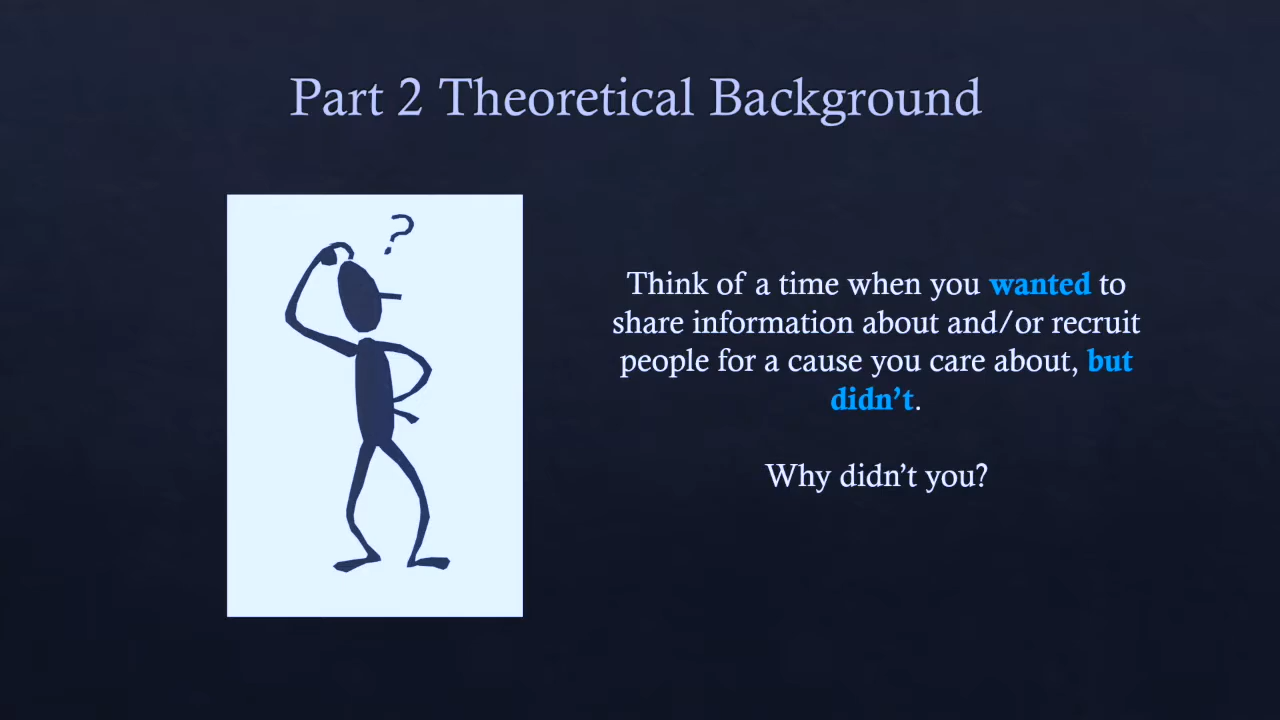 Part 2 Theoretical Background
?
Think of a time when you wanted to
share information about and/or recruit
people for a cause you care about, but
didn’t.
Why didn’t you?